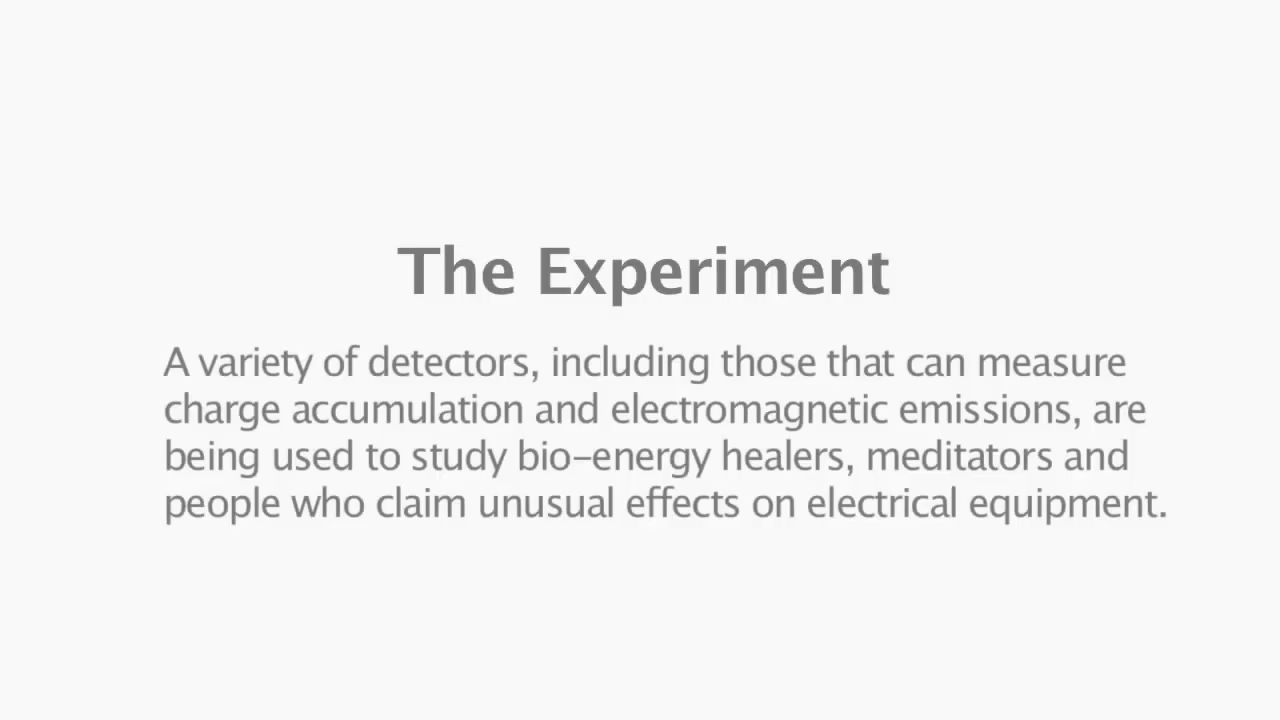 The Experiment
A variety of detectors, including those that can measure
charge accumulation and electromagnetic emissions, are
being used to study bio–energy healers, meditators and
people who claim unusual effects on electrical equipment.